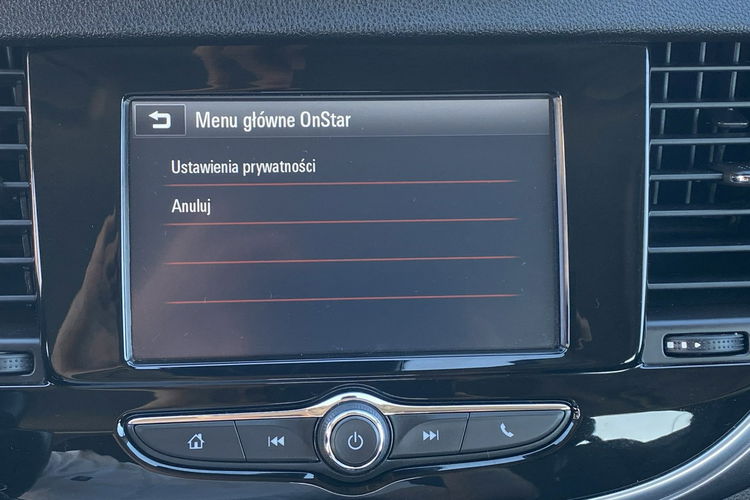 Menu główne OnStar
Ustawienia prywatności
Anuluj